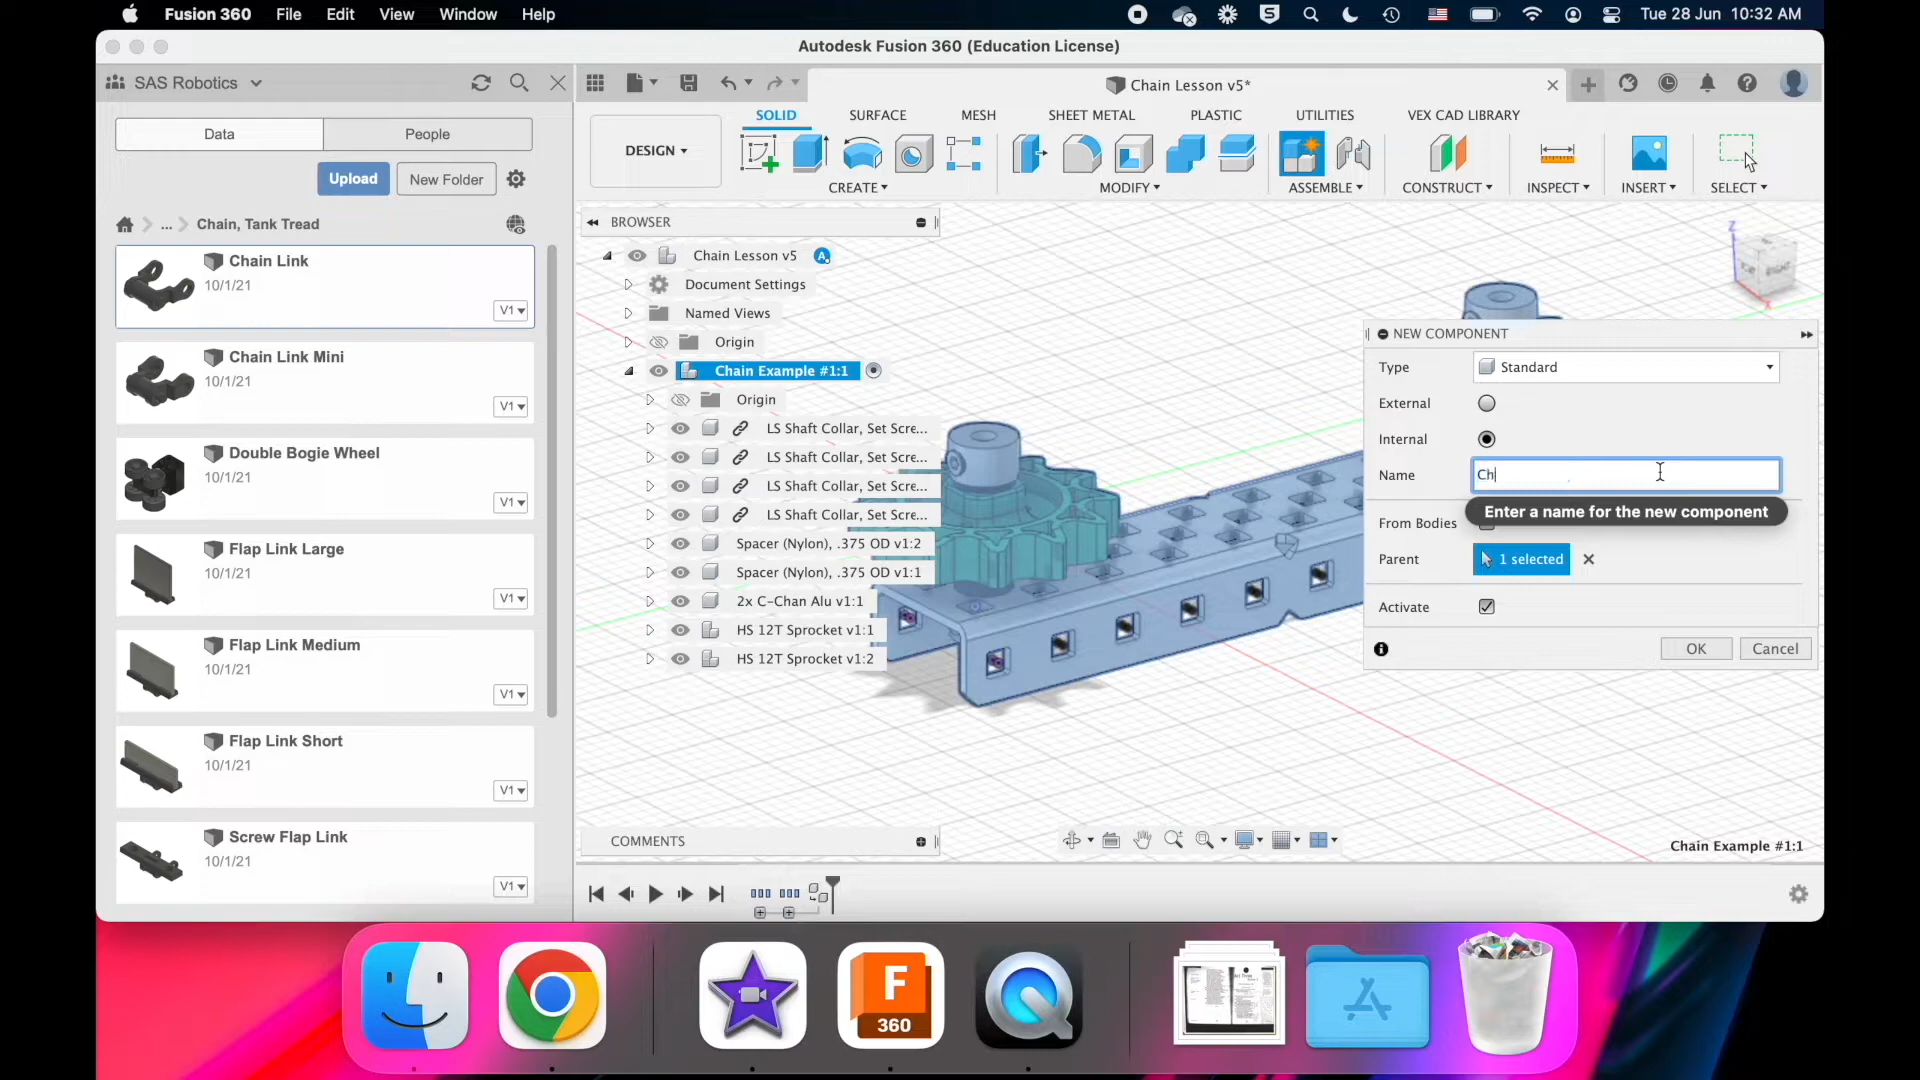 Fusion 360 File Edit View Window Help Tue 28 Jun 10:32 AM
Autodesk Fusion 360 (Education License)
SAS Robotics
Chain Lesson v5*
Data People
Upload New Folder
... Chain, Tank Tread
Chain Link
10/1/21
V1
Chain Link Mini
10/1/21
V1
Double Bogie Wheel
10/1/21
V1
Flap Link Large
10/1/21
V1
Flap Link Medium
10/1/21
V1
Flap Link Short
10/1/21
V1
Screw Flap Link
10/1/21
V1
SOLID SURFACE MESH SHEET METAL PLASTIC UTILITIES VEX CAD LIBRARY
DESIGN
CREATE MODIFY ASSEMBLE CONSTRUCT INSPECT INSERT SELECT
BROWSER
Chain Lesson v5 A
Document Settings
Named Views
Origin
Chain Example #1:1
Origin
LS Shaft Collar, Set Scre...
LS Shaft Collar, Set Scre...
LS Shaft Collar, Set Scre...
LS Shaft Collar, Set Scre...
Spacer (Nylon), .375 OD v1:2
Spacer (Nylon), .375 OD v1:1
2x C-Chan Alu v1:1
HS 12T Sprocket v1:1
HS 12T Sprocket v1:2
Z
X
NEW COMPONENT
Type Standard
External
Internal
Name Ch
Enter a name for the new component
From Bodies
Parent 1 selected
Activate
OK Cancel
COMMENTS
Chain Example #1:1
F
360